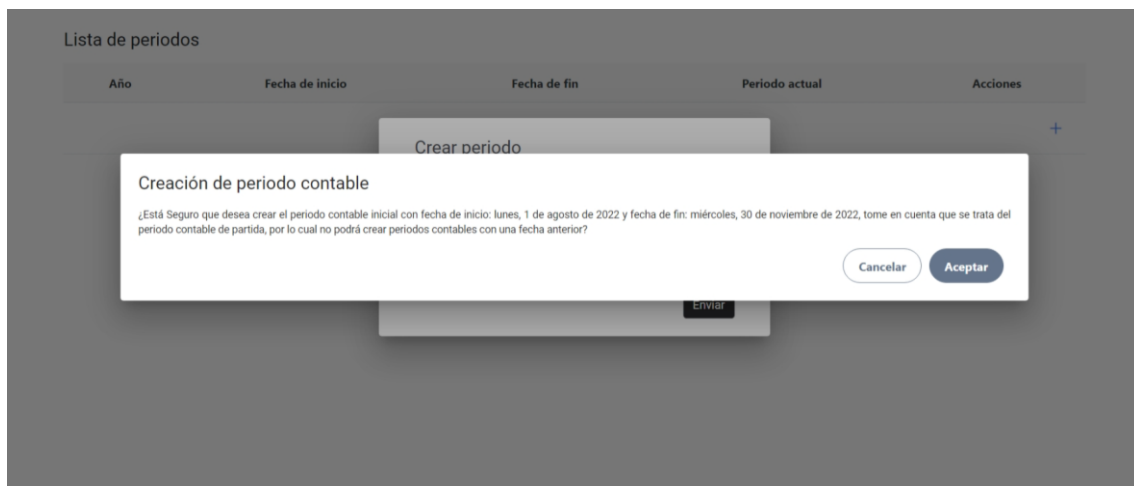 Lista de periodos
Año Fecha de inicio Fecha de fin Periodo actual Acciones
+
Crear periodo
Creación de periodo contable
¿Está Seguro que desea crear el periodo contable inicial con fecha de inicio: lunes, 1 de agosto de 2022 y fecha de fin: miércoles, 30 de noviembre de 2022, tome en cuenta que se trata del
periodo contable de partida, por lo cual no podrá crear periodos contables con una fecha anterior?
Cancelar Aceptar
Enviar